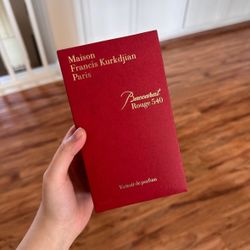 Maison
Francis Kurkdjian
Paris
Baccarat
Rouge 540
Extrait de parfum